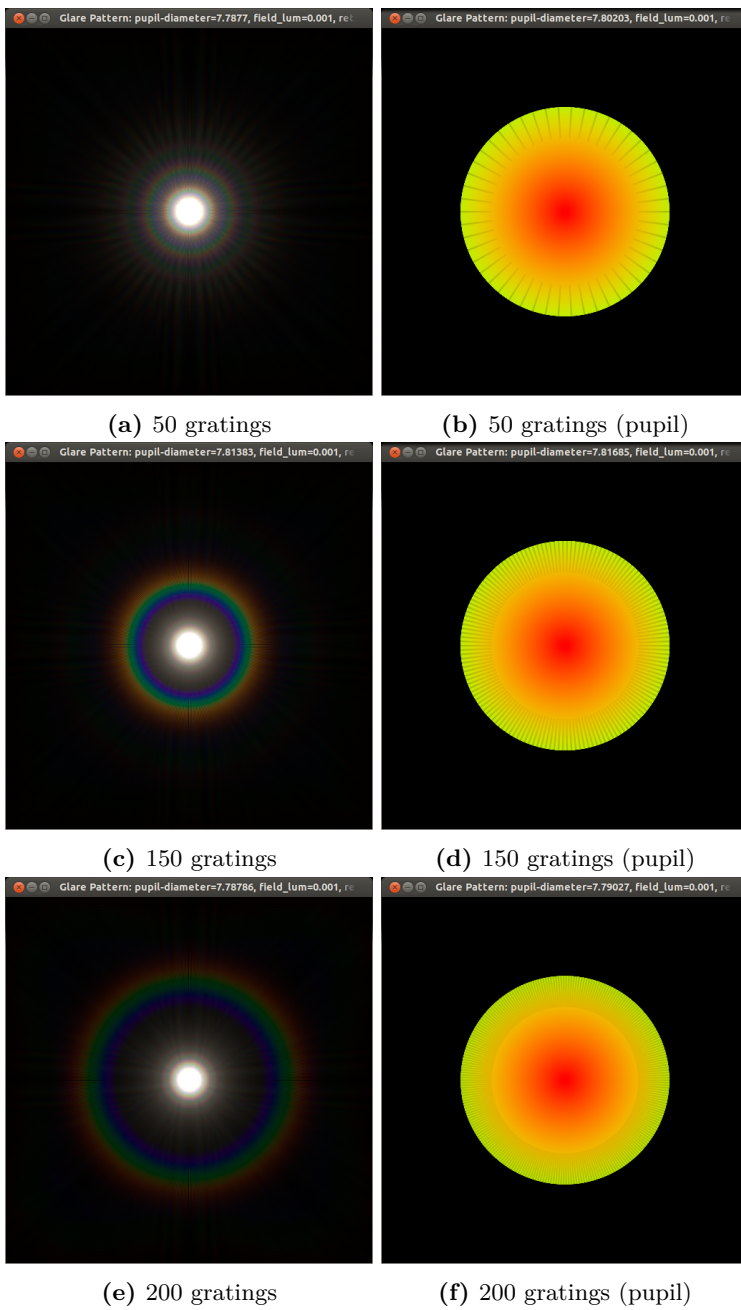 Glare Pattern: pupil-diameter=7.7877, field_lum=0.001, ret
Glare Pattern: pupil-diameter=7.80203, field_lum=0.001, re
(a) 50 gratings
(b) 50 gratings (pupil)
Glare Pattern: pupil-diameter=7.81383, field_lum=0.001, re
Glare Pattern: pupil-diameter=7.81685, field_lum=0.001, re
(c) 150 gratings
(d) 150 gratings (pupil)
Glare Pattern: pupil-diameter=7.78786, field_lum=0.001, re
Glare Pattern: pupil-diameter=7.79027, field_lum=0.001, re
(e) 200 gratings
(f) 200 gratings (pupil)